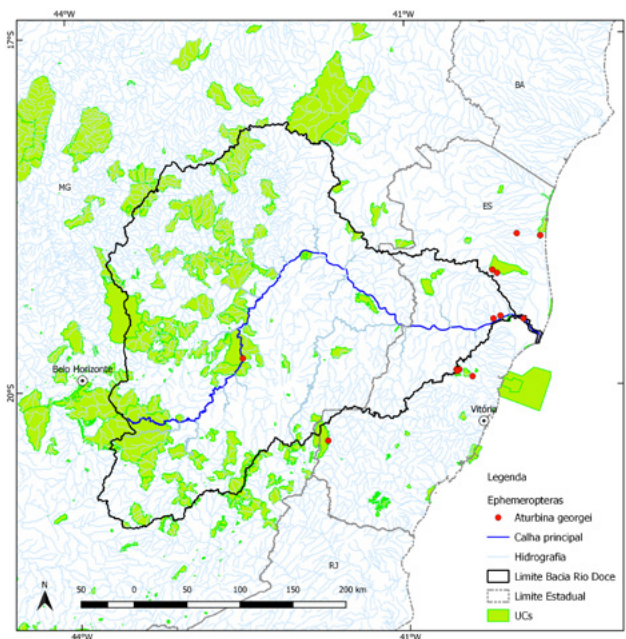 44°W 41°W
17°S
BA
MG
ES
Belo Horizonte
20°S
Vitória
Legenda
Ephemeropteras
Aturbina georgei
Calha principal
Hidrografia
RJ
Limite Bacia Rio Doce
N
50 0 50 100 150 200 km
Limite Estadual
UCs
44°W 41°W